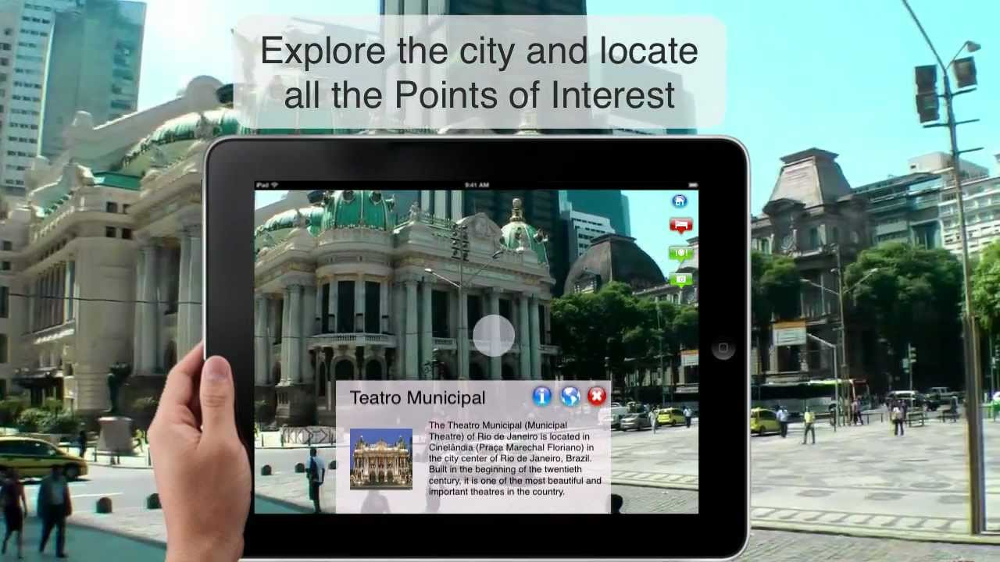 Explore the city and locate
all the Points of Interest
iPad
9:41 AM
Teatro Municipal
The Theatro Municipal (Municipal
Theatre) of Rio de Janeiro is located in
Cinelândia (Praça Marechal Floriano) in
the city center of Rio de Janeiro, Brazil.
Built in the beginning of the twentieth
century, it is one of the most beautiful and
important theatres in the country.